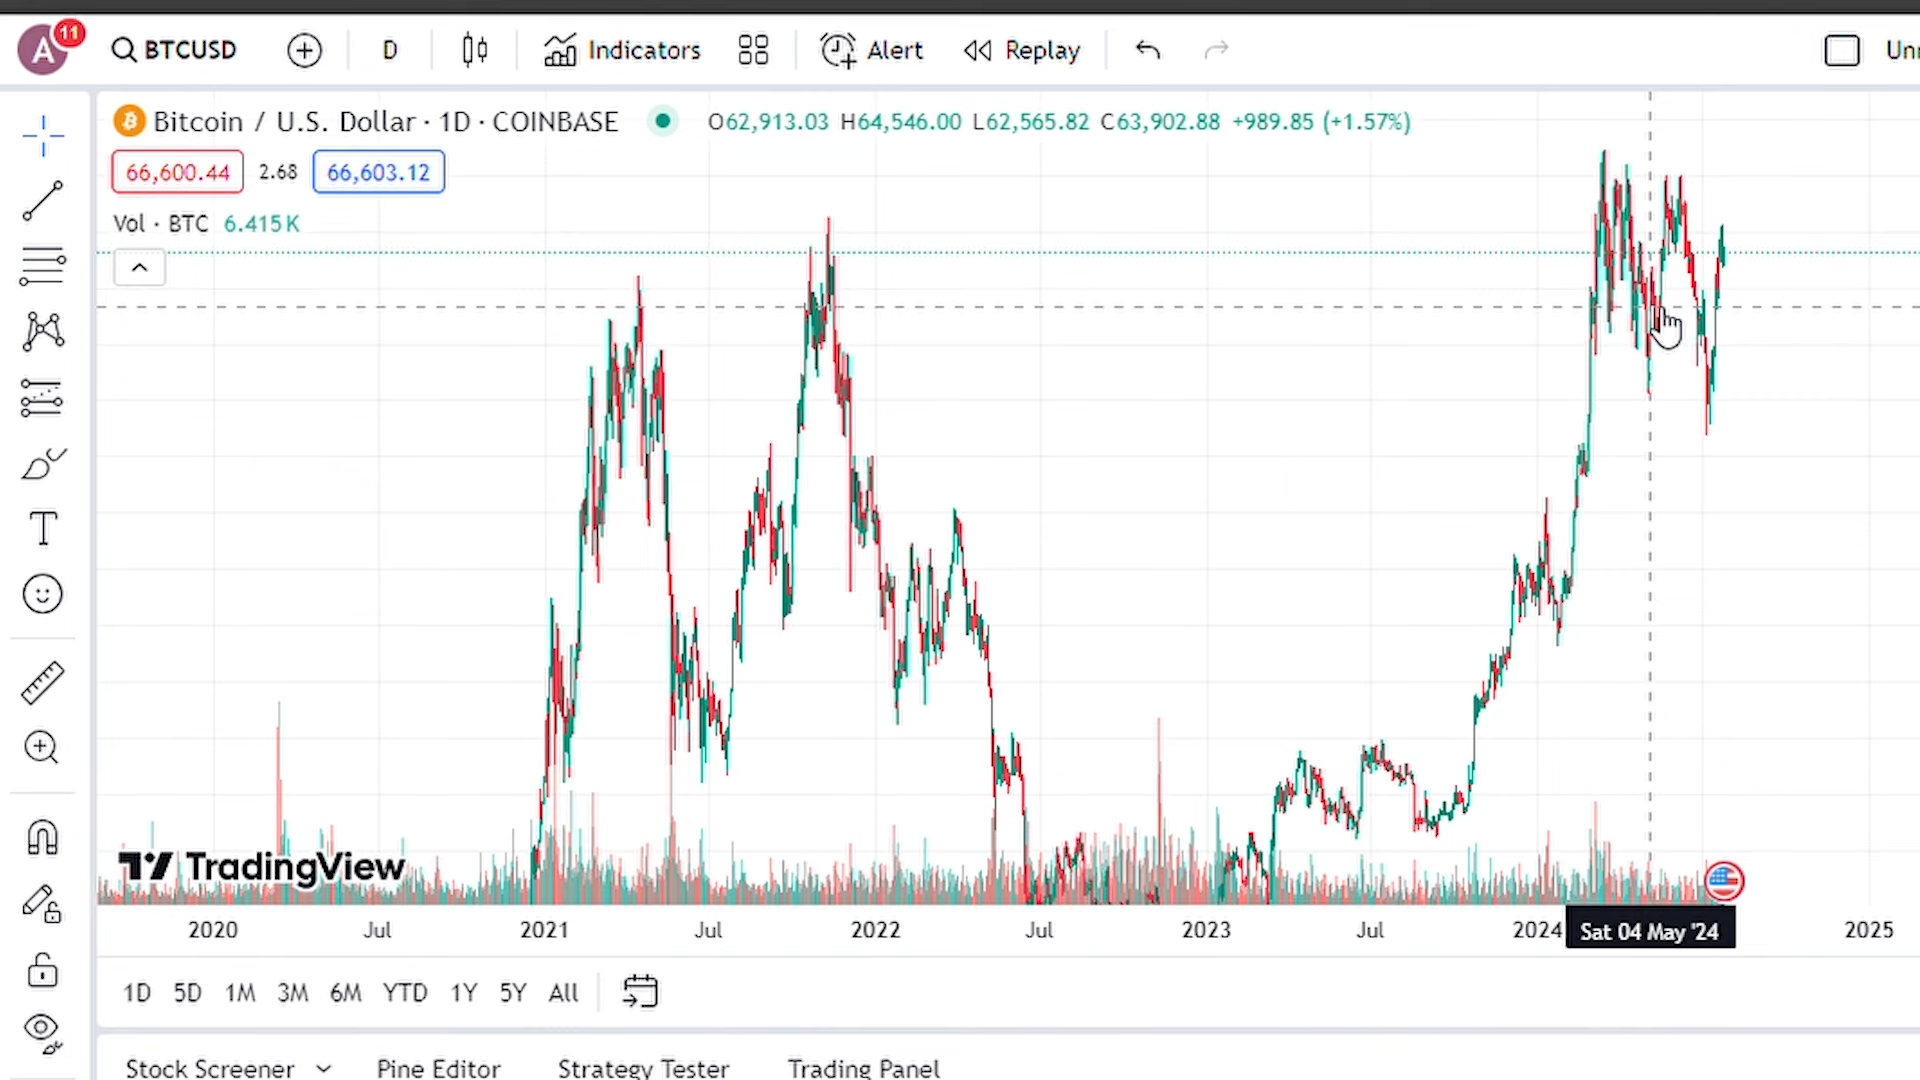 A 11 BTCUSD D Indicators Alert Replay
Bitcoin / U.S. Dollar · 1D · COINBASE O62,913.03 H64,546.00 L62,565.82 C63,902.88 +989.85 (+1.57%)
66,600.44 2.68 66,603.12
Vol · BTC 6.415K
T
TradingView
2020 Jul 2021 Jul 2022 Jul 2023 Jul 2024 Sat 04 May '24 2025
1D 5D 1M 3M 6M YTD 1Y 5Y All
Stock Screener Pine Editor Strategy Tester Trading Panel